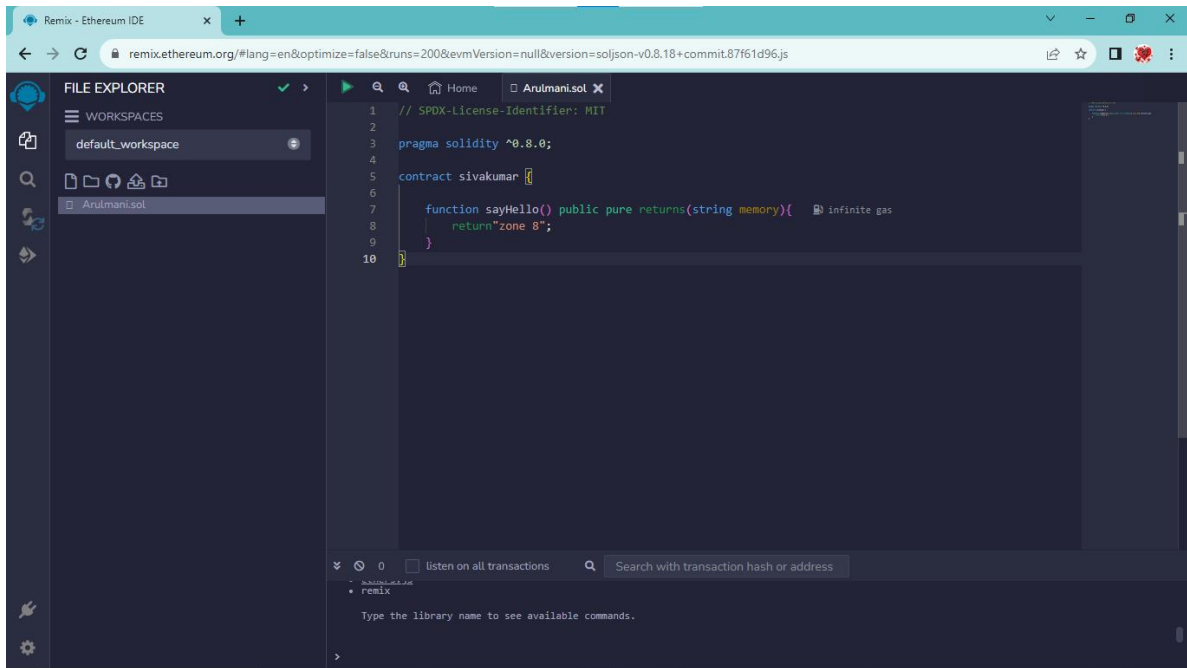 Remix - Ethereum IDE
remix.ethereum.org/#lang=en&optimize=false&runs=200&evmVersion=null&version=soljson-v0.8.18+commit.87f61d96.js
FILE EXPLORER
WORKSPACES
default_workspace
Arulmani.sol
Home
Arulmani.sol
1 // SPDX-License-Identifier: MIT
2
3 pragma solidity ^0.8.0;
4
5 contract sivakumar {
6
7 function sayHello() public pure returns(string memory){ infinite gas
8 return"zone 8";
9 }
10 }
0 listen on all transactions Search with transaction hash or address
• remix
Type the library name to see available commands.
>